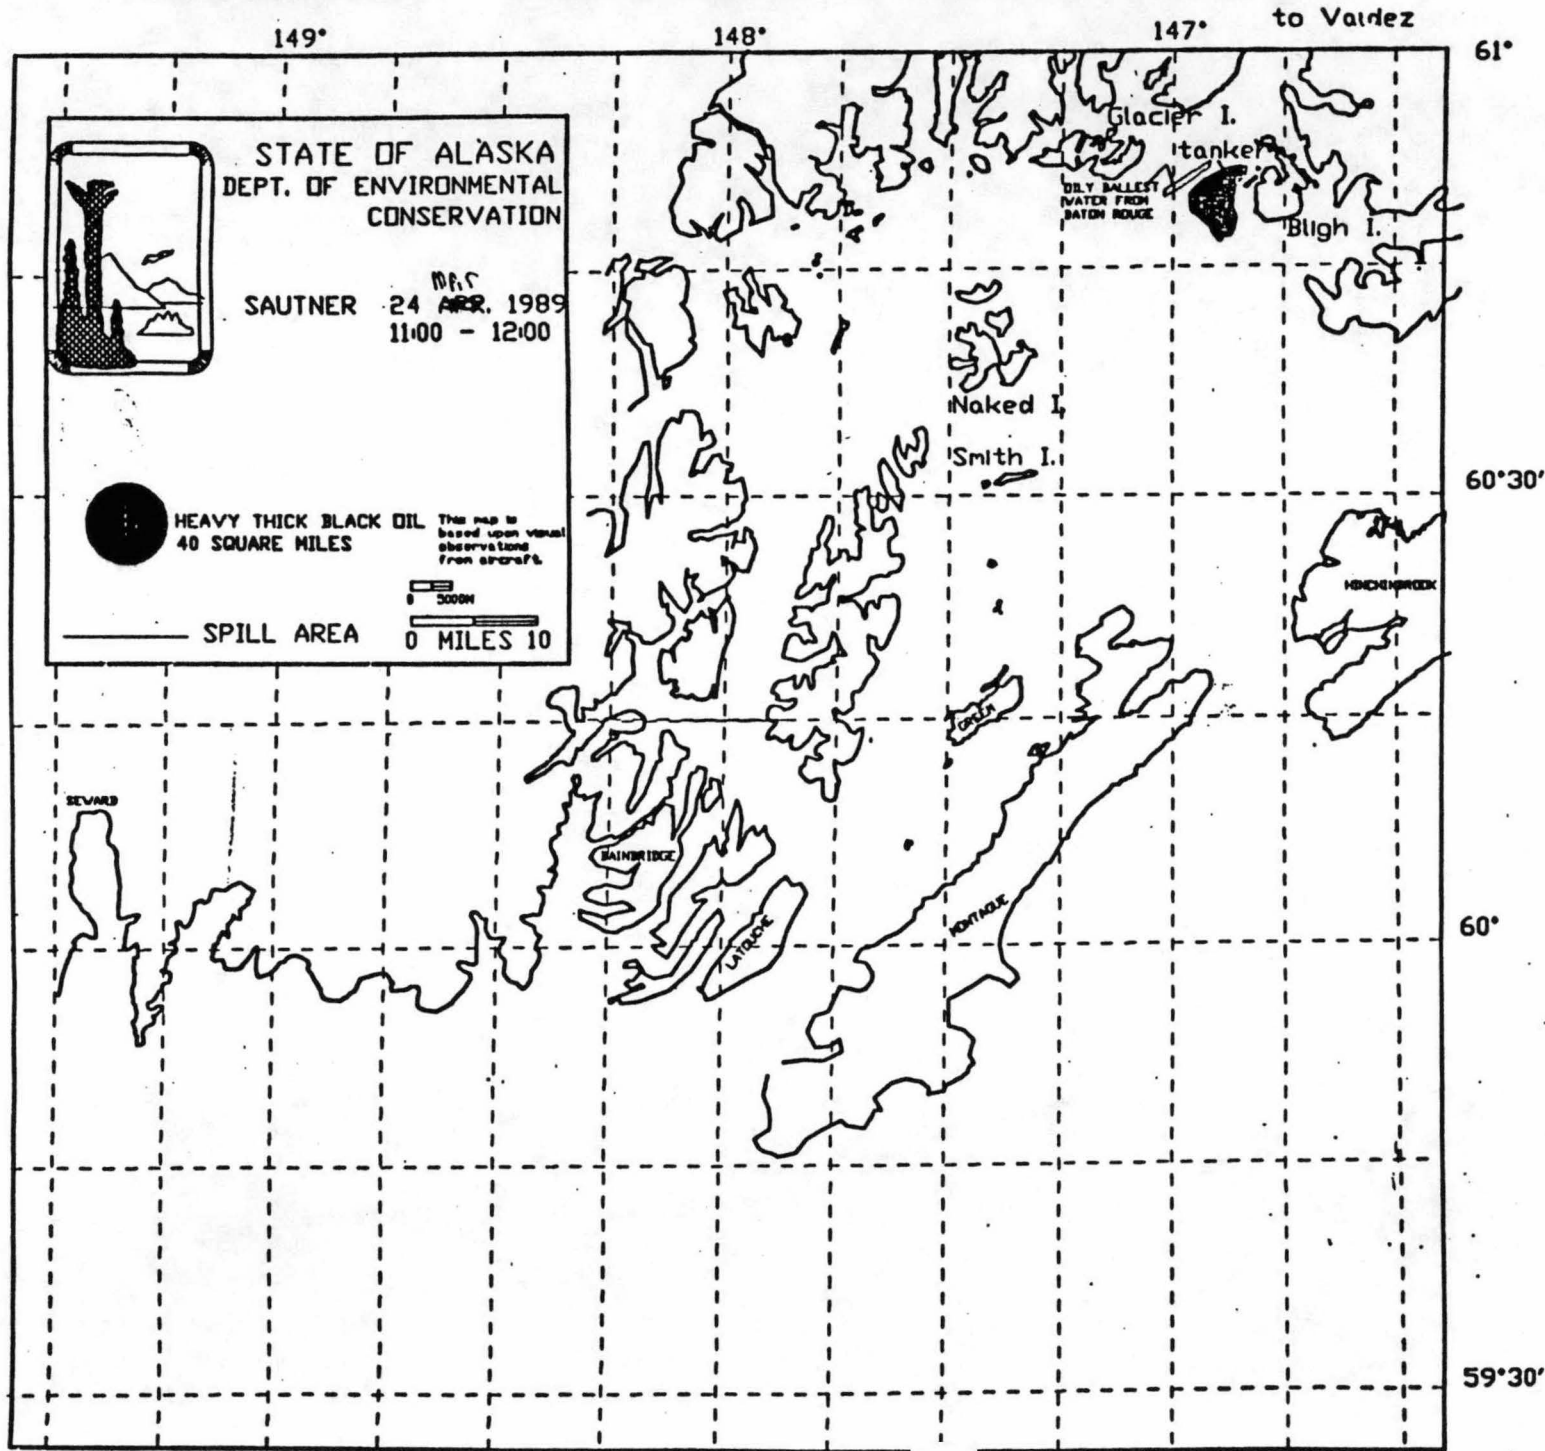 to Valdez
149° 148° 147°
61°
STATE OF ALASKA
DEPT. OF ENVIRONMENTAL
CONSERVATION
Mar
SAUTNER 24 APR. 1989
11:00 - 12:00
HEAVY THICK BLACK OIL
40 SQUARE MILES
This map is
based upon visual
observations
from aircraft.
0 5000M
SPILL AREA
0 MILES 10
Glacier I.
tanker
OILY BALLEST
WATER FROM
BATON ROUGE
Bligh I.
Naked I.
Smith I.
60°30'
HINCHINBROOK
GREEN
SEWARD
BAINBRIDGE
LATOUCHE
MONTAGUE
60°
59°30'